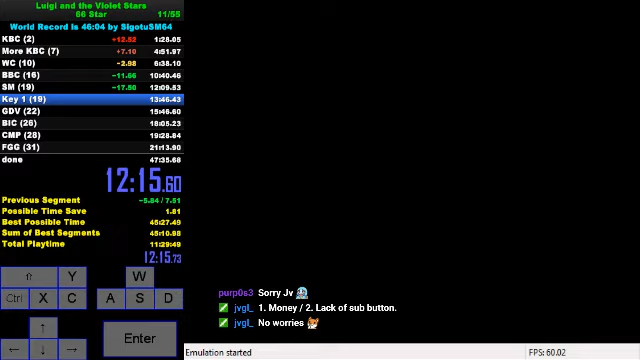 Luigi and the Violet Stars
66 Star 11/55
World Record is 46:04 by SigotuSM64
KBC (2) +12.52 1:28.05
More KBC (7) +7.10 4:51.97
WC (10) -2.98 6:38.10
BBC (16) -11.66 10:40.46
SM (19) -17.50 12:09.53
Key 1 (19) 13:46.43
GDV (22) 15:46.60
BIC (26) 18:05.23
CMP (28) 19:28.84
FGG (31) 21:13.90
done 47:35.68
12:15.60
Previous Segment -5.84 / 7.51
Possible Time Save 1.81
Best Possible Time 45:27.49
Sum of Best Segments 45:10.98
Total Playtime 11:29:49
12:15.73
↑ Y W
Ctrl X C A S D
↑ Enter
← ↓ →
purp0s3 Sorry Jv
jvgl_ 1. Money / 2. Lack of sub button.
jvgl_ No worries
Emulation started FPS: 60.02